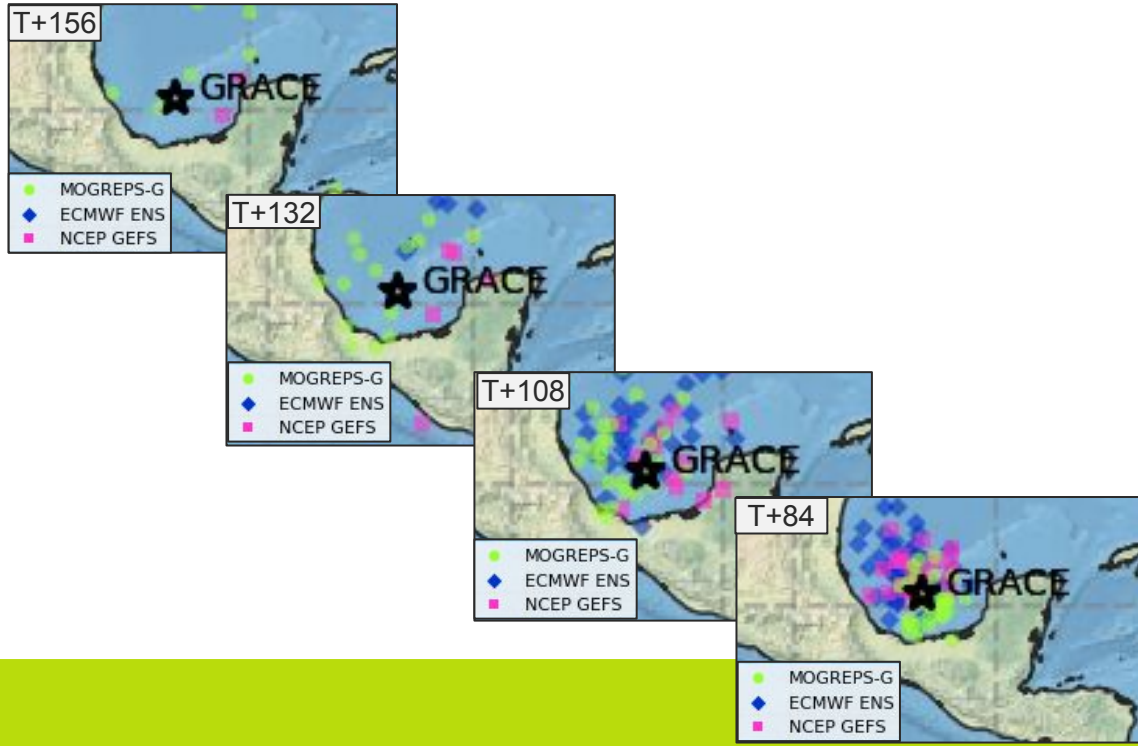 T+156
GRACE
MOGREPS-G
ECMWF ENS
NCEP GEFS
T+132
GRACE
MOGREPS-G
ECMWF ENS
NCEP GEFS
T+108
GRACE
MOGREPS-G
ECMWF ENS
NCEP GEFS
T+84
GRACE
MOGREPS-G
ECMWF ENS
NCEP GEFS